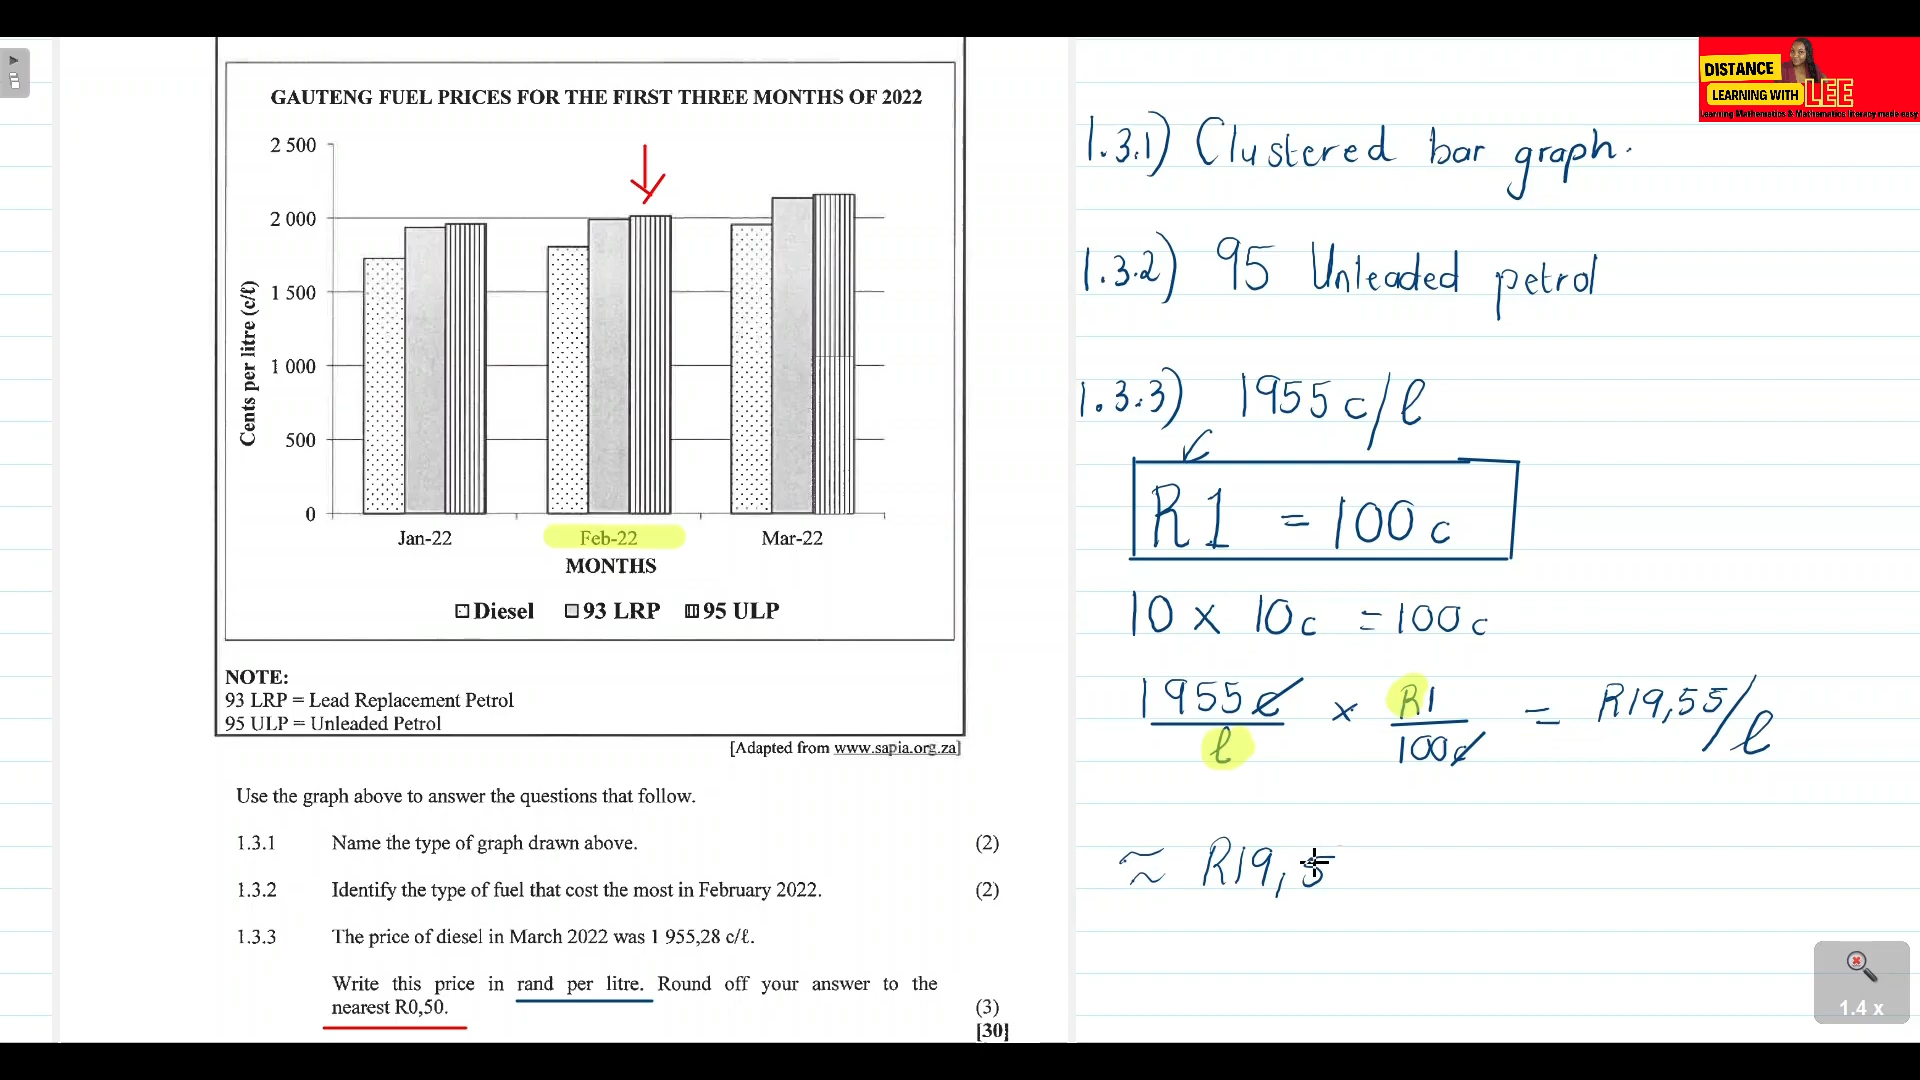 GAUTENG FUEL PRICES FOR THE FIRST THREE MONTHS OF 2022
2 500
2 000
1 500
1 000
500
0
Cents per litre (c/ℓ)
Jan-22
Feb-22
Mar-22
MONTHS
Diesel 93 LRP 95 ULP
NOTE:
93 LRP = Lead Replacement Petrol
95 ULP = Unleaded Petrol
[Adapted from www.sapia.org.za]
Use the graph above to answer the questions that follow.
1.3.1 Name the type of graph drawn above. (2)
1.3.2 Identify the type of fuel that cost the most in February 2022. (2)
1.3.3 The price of diesel in March 2022 was 1 955,28 c/ℓ.
Write this price in rand per litre. Round off your answer to the
nearest R0,50. (3)
[30]
DISTANCE
LEARNING WITH LEE
Learning Mathematics & Mathematics literacy made easy
1.3.1) Clustered bar graph.
1.3.2) 95 Unleaded petrol
1.3.3) 1955 c/ℓ
R1 = 100 c
10 × 10c = 100c
1955c/ℓ × R1/100c = R19,55/ℓ
≈ R19,5
1.4 x